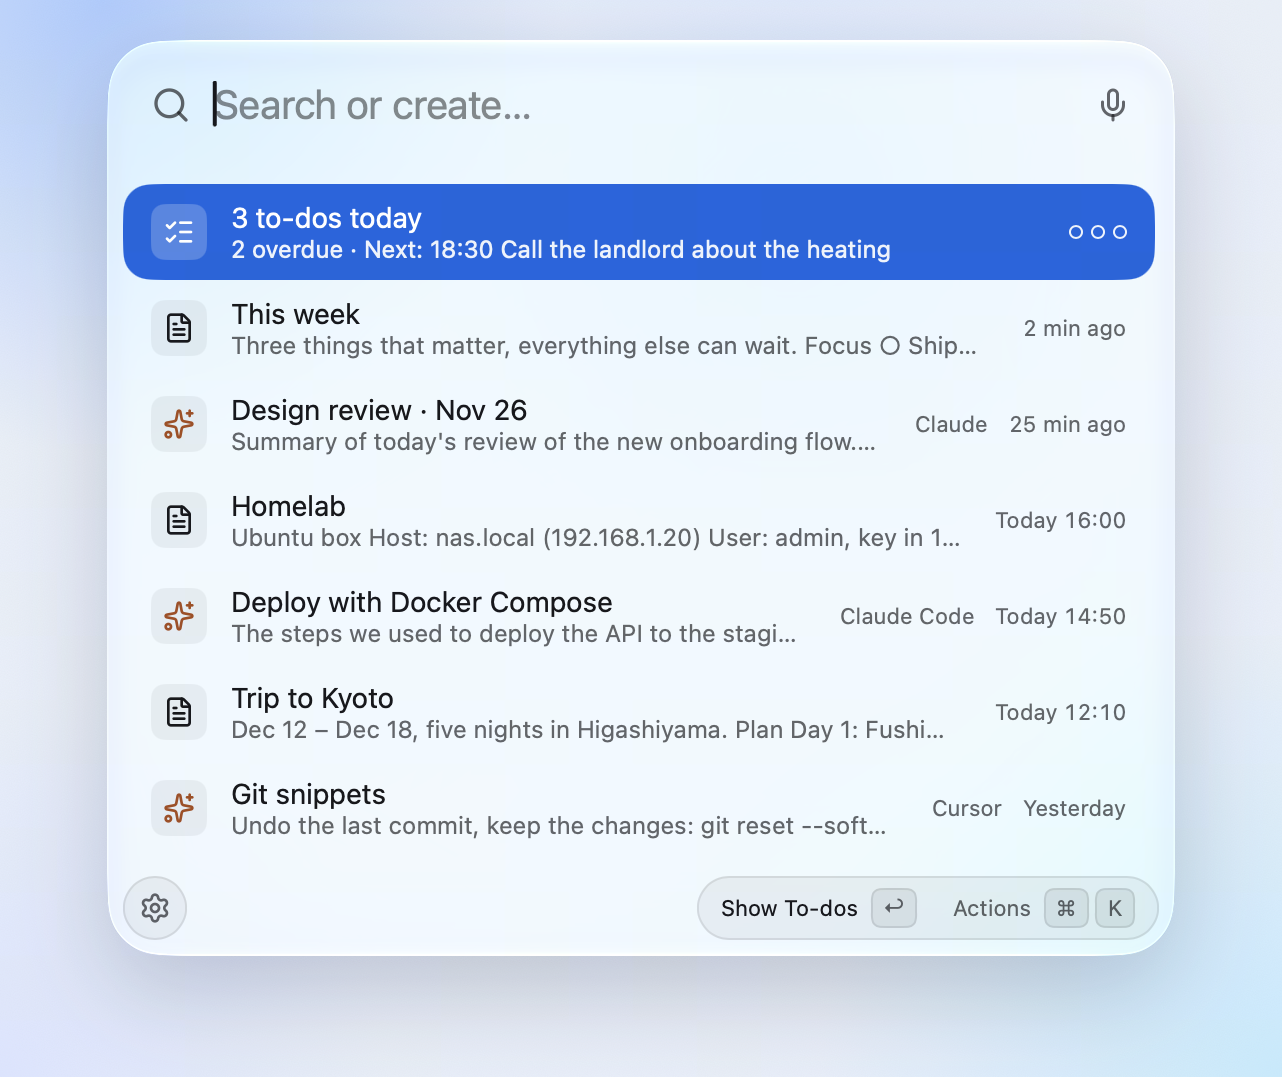 Search or create...
3 to-dos today
2 overdue · Next: 18:30 Call the landlord about the heating
This week
Three things that matter, everything else can wait. Focus ○ Ship...
2 min ago
Design review · Nov 26
Summary of today's review of the new onboarding flow....
Claude 25 min ago
Homelab
Ubuntu box Host: nas.local (192.168.1.20) User: admin, key in 1...
Today 16:00
Deploy with Docker Compose
The steps we used to deploy the API to the stagi...
Claude Code Today 14:50
Trip to Kyoto
Dec 12 – Dec 18, five nights in Higashiyama. Plan Day 1: Fushi...
Today 12:10
Git snippets
Undo the last commit, keep the changes: git reset --soft...
Cursor Yesterday
Show To-dos ↩ Actions ⌘ K